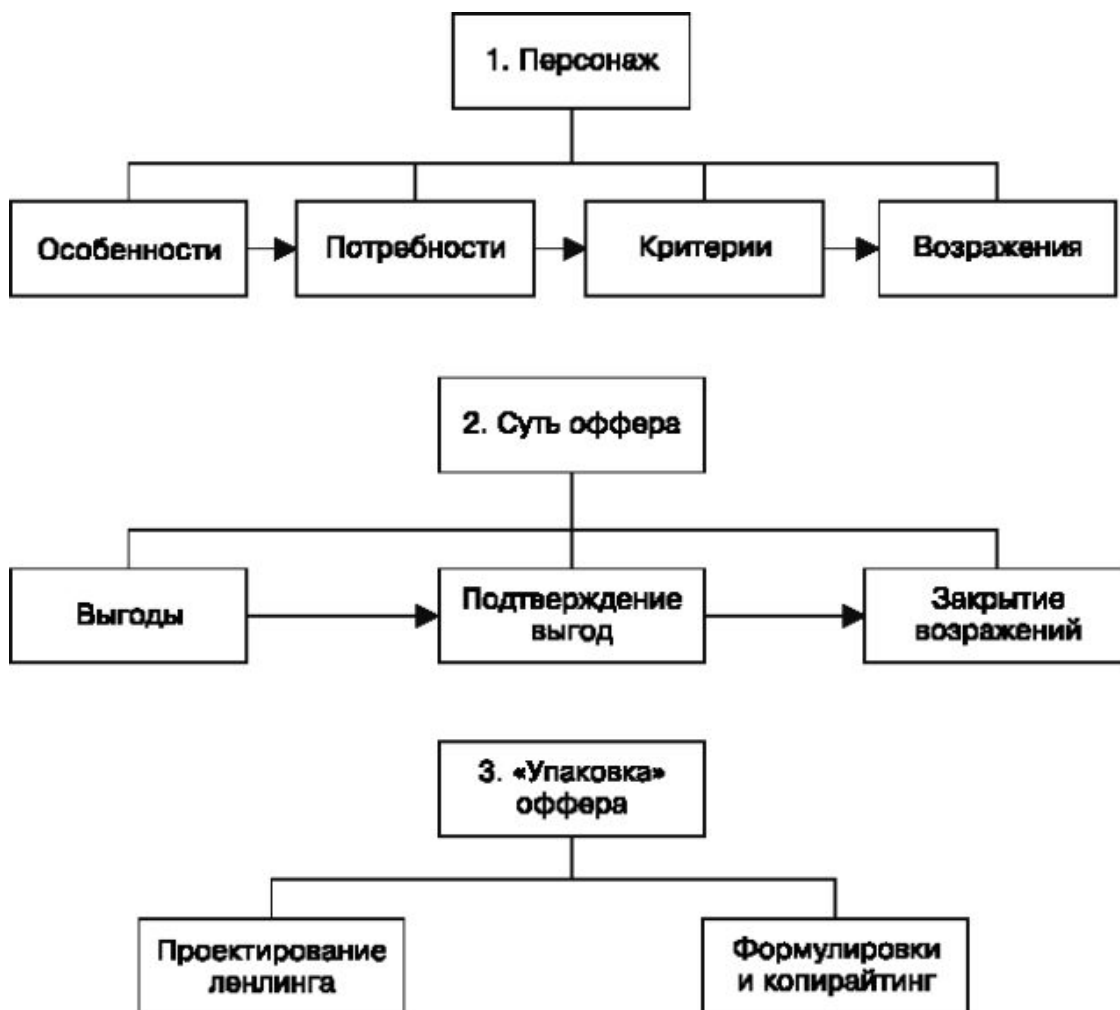 1. Персонаж
Особенности
Потребности
Критерии
Возражения
2. Суть оффера
Выгоды
Подтверждение
выгод
Закрытие
возражений
3. «Упаковка»
оффера
Проектирование
лендинга
Формулировки
и копирайтинг